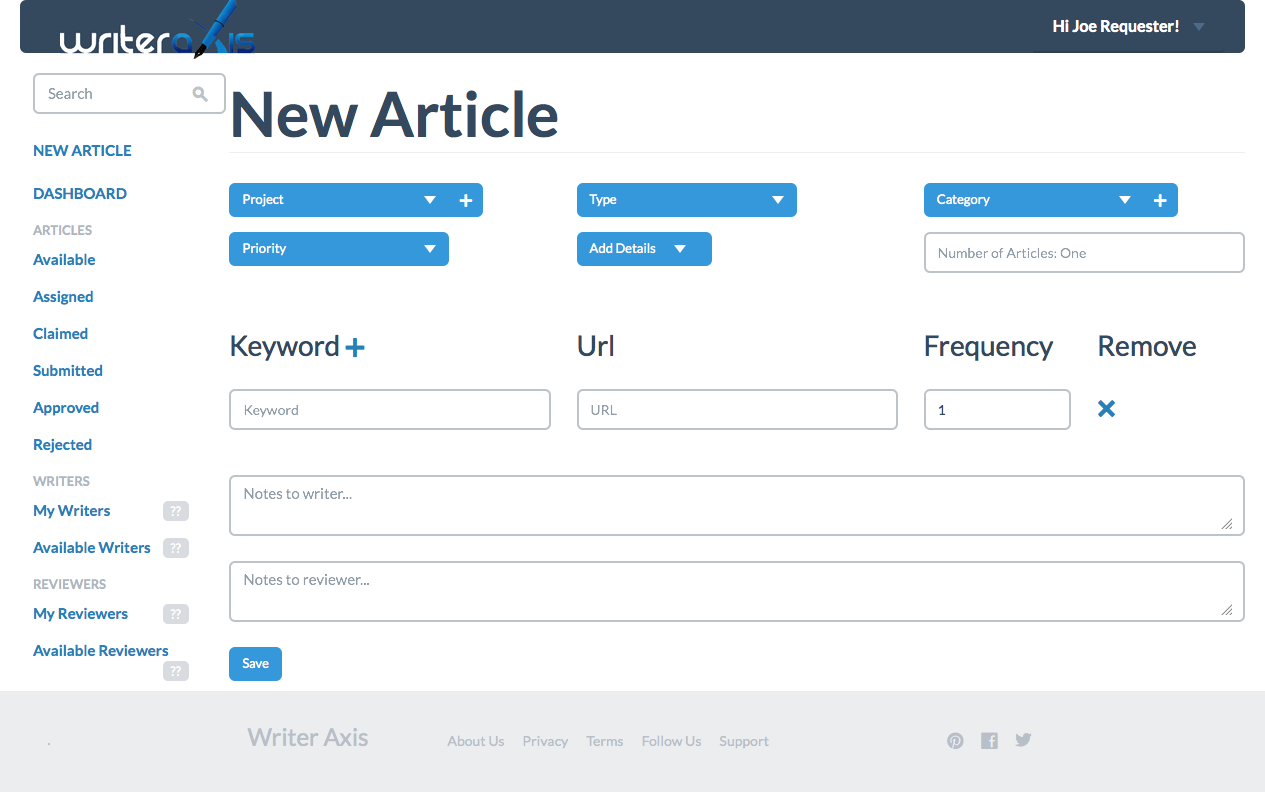 writeraxis
Hi Joe Requester!
Search
New Article
NEW ARTICLE
DASHBOARD
ARTICLES
Available
Assigned
Claimed
Submitted
Approved
Rejected
WRITERS
My Writers ??
Available Writers ??
REVIEWERS
My Reviewers ??
Available Reviewers
??
Project
Type
Category
Priority
Add Details
Number of Articles: One
Keyword Url Frequency Remove
Keyword URL 1
Notes to writer...
Notes to reviewer...
Save
. Writer Axis About Us Privacy Terms Follow Us Support